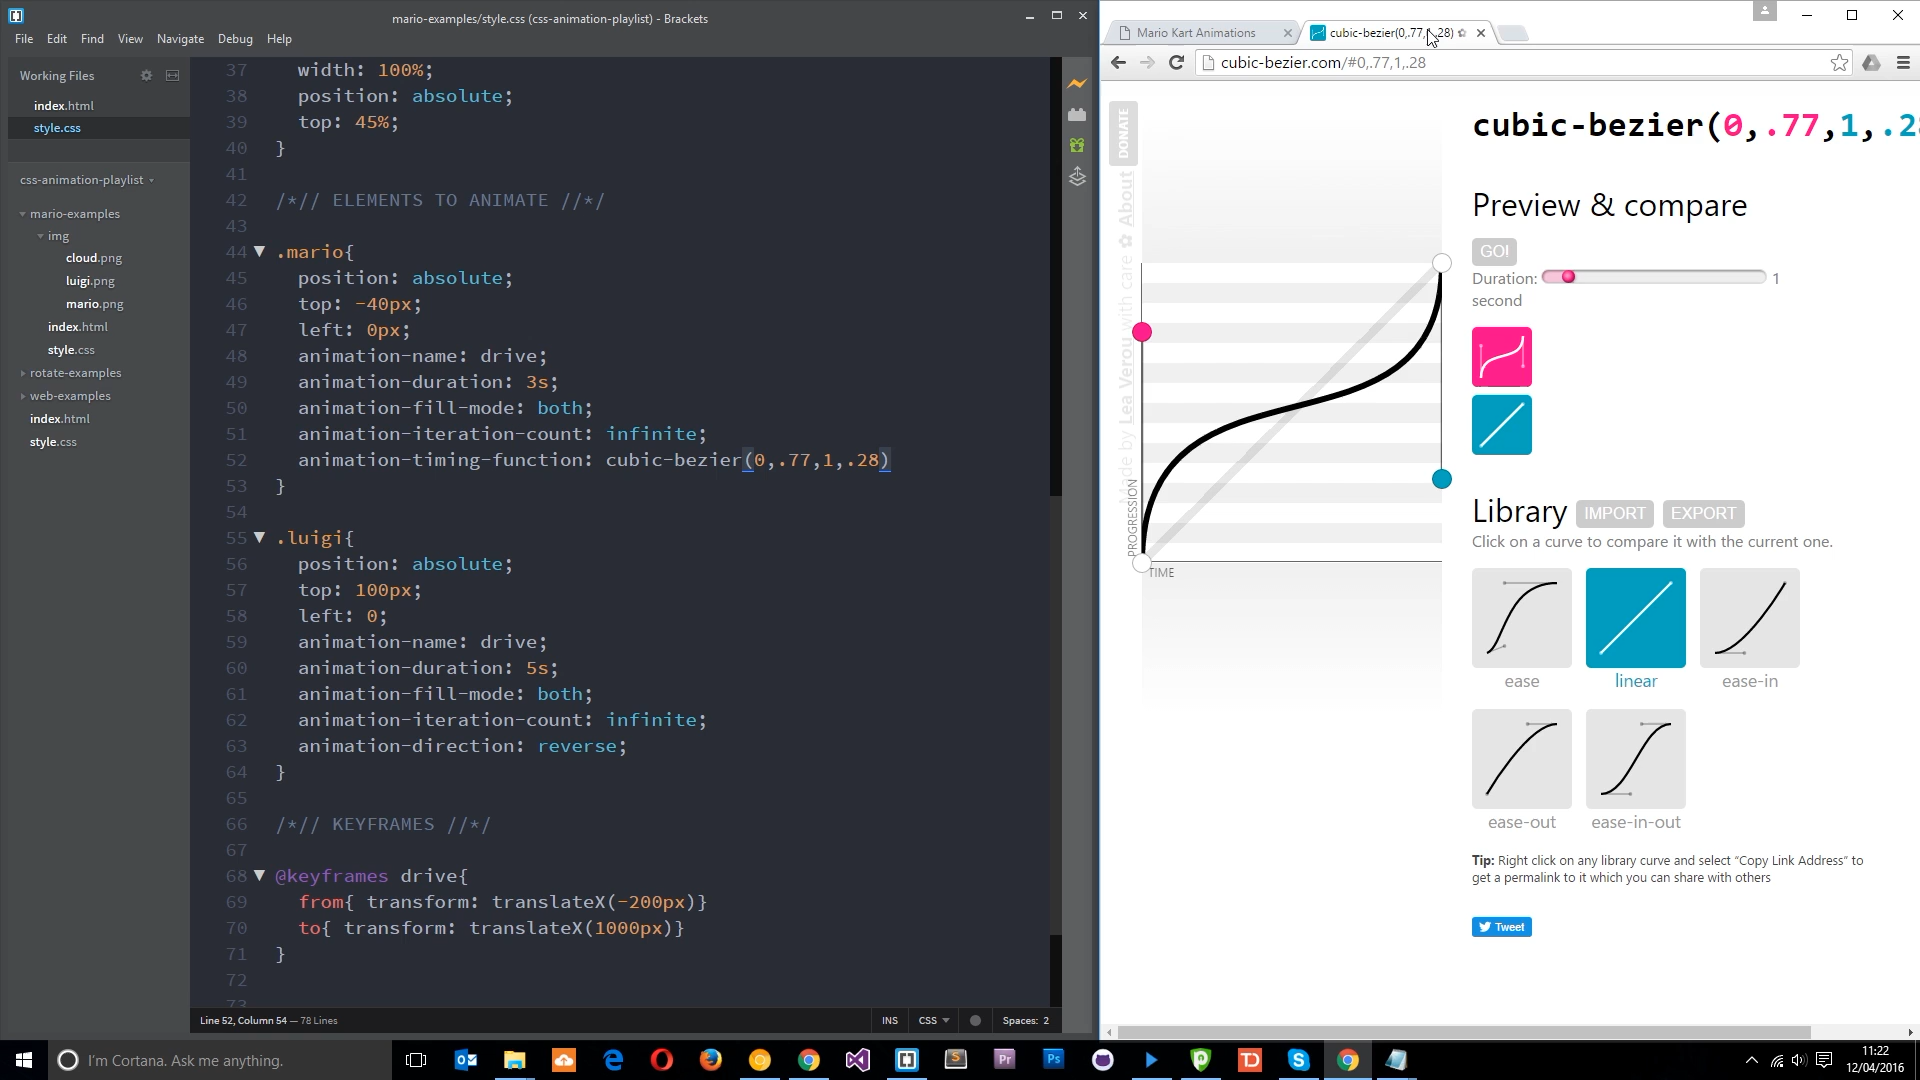 mario-examples/style.css (css-animation-playlist) - Brackets
File Edit Find View Navigate Debug Help
Working Files
index.html
style.css
css-animation-playlist
mario-examples
img
cloud.png
luigi.png
mario.png
index.html
style.css
rotate-examples
web-examples
index.html
style.css
37 width: 100%;
38 position: absolute;
39 top: 45%;
40 }
41
42 /*// ELEMENTS TO ANIMATE //*/
43
44 .mario{
45 position: absolute;
46 top: -40px;
47 left: 0px;
48 animation-name: drive;
49 animation-duration: 3s;
50 animation-fill-mode: both;
51 animation-iteration-count: infinite;
52 animation-timing-function: cubic-bezier(0,.77,1,.28)
53 }
54
55 .luigi{
56 position: absolute;
57 top: 100px;
58 left: 0;
59 animation-name: drive;
60 animation-duration: 5s;
61 animation-fill-mode: both;
62 animation-iteration-count: infinite;
63 animation-direction: reverse;
64 }
65
66 /*// KEYFRAMES //*/
67
68 @keyframes drive{
69 from{ transform: translateX(-200px)}
70 to{ transform: translateX(1000px)}
71 }
72
73
Line 52, Column 54 — 78 Lines
INS CSS Spaces: 2
Mario Kart Animations
cubic-bezier(0,.77,1,.28)
cubic-bezier.com/#0,.77,1,.28
DONATE
Made by Lea Verou with care ✿ About
PROGRESSION
TIME
cubic-bezier(0,.77,1,.28
Preview & compare
GO!
Duration: 1
second
Library IMPORT EXPORT
Click on a curve to compare it with the current one.
ease linear ease-in
ease-out ease-in-out
Tip: Right click on any library curve and select "Copy Link Address" to
get a permalink to it which you can share with others
Tweet
I'm Cortana. Ask me anything.
Pr
Ps
TD
11:22
12/04/2016